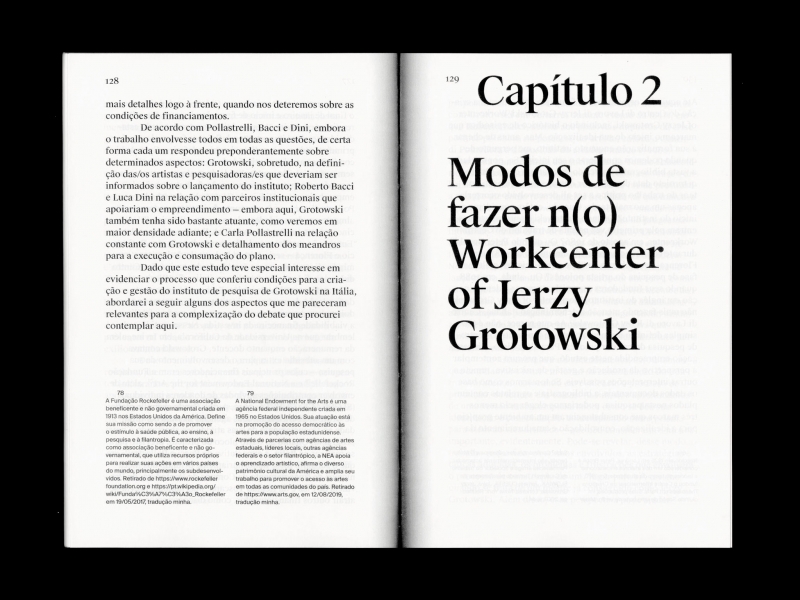 128
mais detalhes logo à frente, quando nos deteremos sobre as
condições de financiamentos.
De acordo com Pollastrelli, Bacci e Dini, embora
o trabalho envolvesse todos em todas as questões, de certa
forma cada um respondeu preponderantemente sobre
determinados aspectos: Grotowski, sobretudo, na defini-
ção das/os artistas e pesquisadoras/es que deveriam ser
informados sobre o lançamento do instituto; Roberto Bacci
e Luca Dini na relação com parceiros institucionais que
apoiariam o empreendimento – embora aqui, Grotowski
também tenha sido bastante atuante, como veremos em
maior densidade adiante; e Carla Pollastrelli na relação
constante com Grotowski e detalhamento dos meandros
para a execução e consumação do plano.
Dado que este estudo teve especial interesse em
evidenciar o processo que conferiu condições para a cria-
ção e gestão do instituto de pesquisa de Grotowski na Itália,
abordarei a seguir alguns dos aspectos que me pareceram
relevantes para a complexização do debate que procurei
contemplar aqui.
78
A Fundação Rockefeller é uma associação
beneficente e não governamental criada em
1913 nos Estados Unidos da América. Define
sua missão como sendo a de promover
o estímulo à saúde pública, ao ensino, à
pesquisa e à filantropia. É caracterizada
como associação beneficente e não go-
vernamental, que utiliza recursos próprios
para realizar suas ações em vários países
do mundo, principalmente os subdesenvol-
vidos. Retirado de https://www.rockefeller
foundation.org e https://pt.wikipedia.org/
wiki/Funda%C3%A7%C3%A3o_Rockefeller
em 19/05/2017, tradução minha.
79
A National Endowment for the Arts é uma
agência federal independente criada em
1965 no Estados Unidos. Sua atuação está
na promoção do acesso democrático às
artes para a população estadunidense.
Através de parcerias com agências de artes
estaduais, líderes locais, outras agências
federais e o setor filantrópico, a NEA apoia
o aprendizado artístico, afirma o diverso
patrimônio cultural da América e amplia seu
trabalho para promover o acesso às artes
em todas as comunidades do país. Retirado
de https://www.arts.gov, em 12/08/2019,
tradução minha.
129
Capítulo 2
Modos de
fazer n(o)
Workcenter
of Jerzy
Grotowski